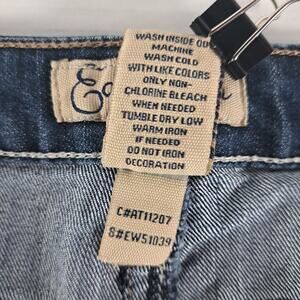 WASH INSIDE OU
MACHINE
WASH COLD
WITH LIKE COLORS
ONLY NON-
CHLORINE BLEACH
WHEN NEEDED
TUMBLE DRY LOW
WARM IRON
IF NEEDED
DO NOT IRON
DECORATION
C#AT11207
S#EW51039